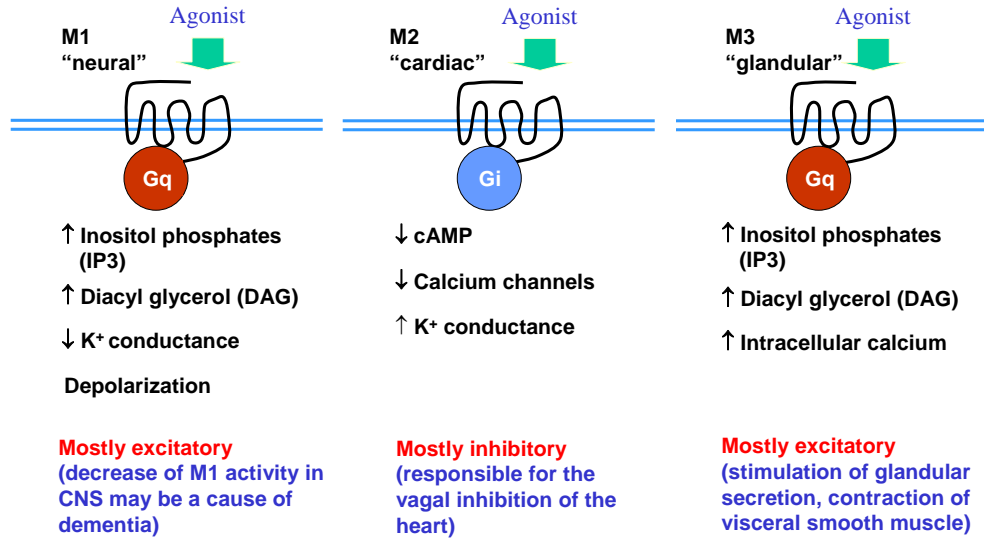 Agonist
M1
“neural”
Gq
↑ Inositol phosphates
(IP3)
↑ Diacyl glycerol (DAG)
↓ K⁺ conductance
Depolarization
Mostly excitatory
(decrease of M1 activity in
CNS may be a cause of
dementia)
Agonist
M2
“cardiac”
Gi
↓ cAMP
↓ Calcium channels
↑ K⁺ conductance
Mostly inhibitory
(responsible for the
vagal inhibition of the
heart)
Agonist
M3
“glandular”
Gq
↑ Inositol phosphates
(IP3)
↑ Diacyl glycerol (DAG)
↑ Intracellular calcium
Mostly excitatory
(stimulation of glandular
secretion, contraction of
visceral smooth muscle)